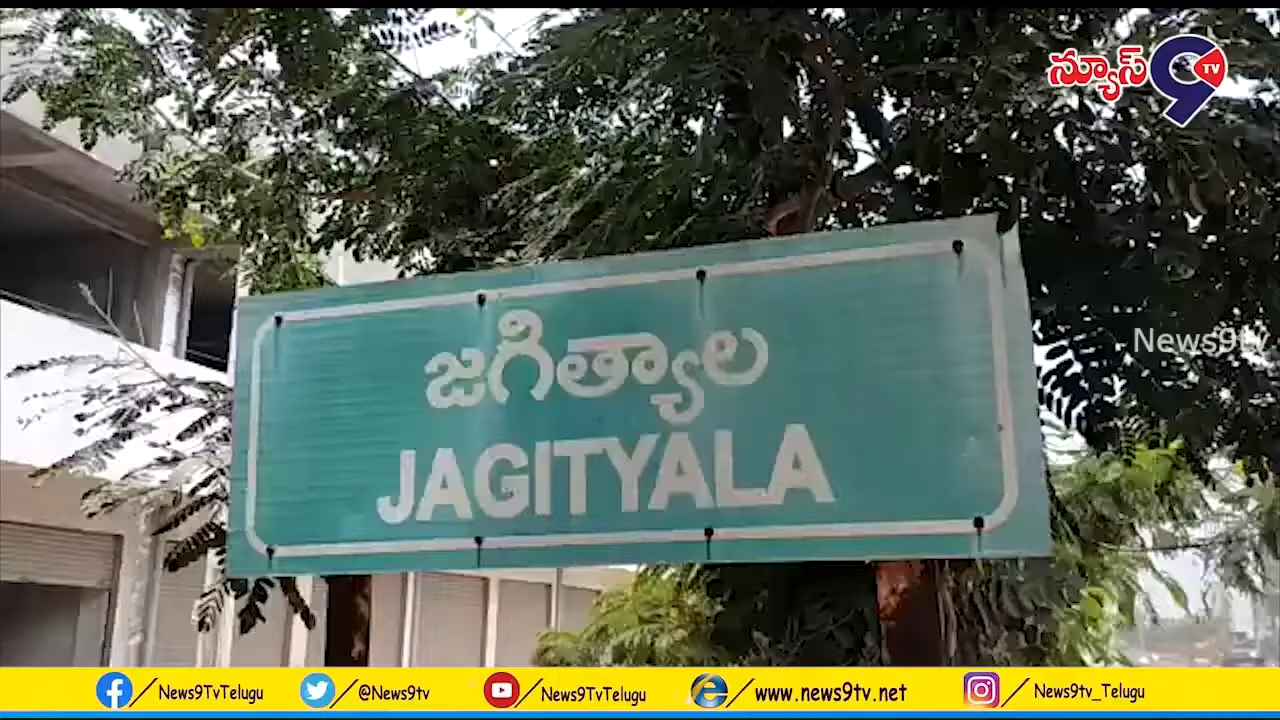 న్యూస్ 9 TV
News9tv
జగిత్యాల
JAGITYALA
/News9TvTelugu /@News9tv /News9TvTelugu /www.news9tv.net /News9tv_Telugu